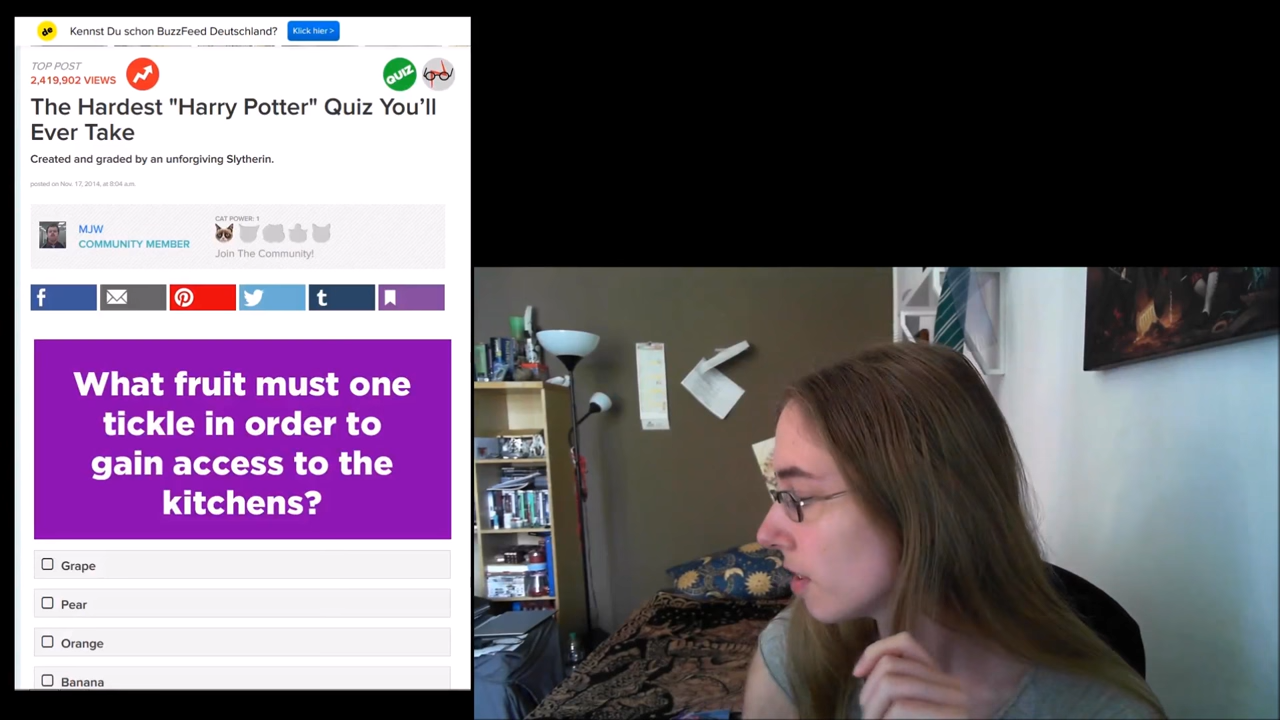 Kennst Du schon BuzzFeed Deutschland? Klick hier >
TOP POST
2,419,902 VIEWS
QUIZ
The Hardest "Harry Potter" Quiz You’ll
Ever Take
Created and graded by an unforgiving Slytherin.
posted on Nov. 17, 2014, at 8:04 a.m.
MJW
COMMUNITY MEMBER
CAT POWER: 1
Join The Community!
What fruit must one
tickle in order to
gain access to the
kitchens?
Grape
Pear
Orange
Banana